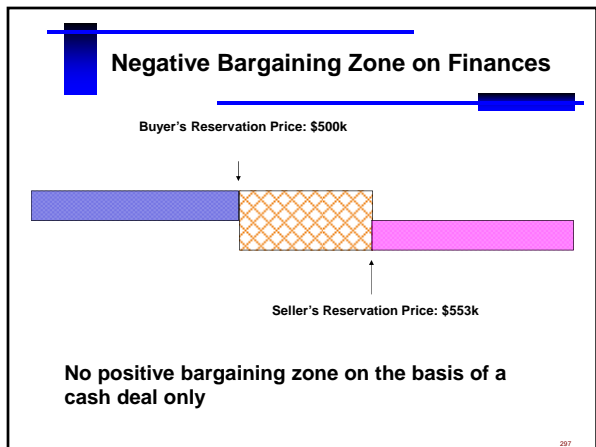 Negative Bargaining Zone on Finances
Buyer's Reservation Price: $500k
Seller's Reservation Price: $553k
No positive bargaining zone on the basis of a
cash deal only
297